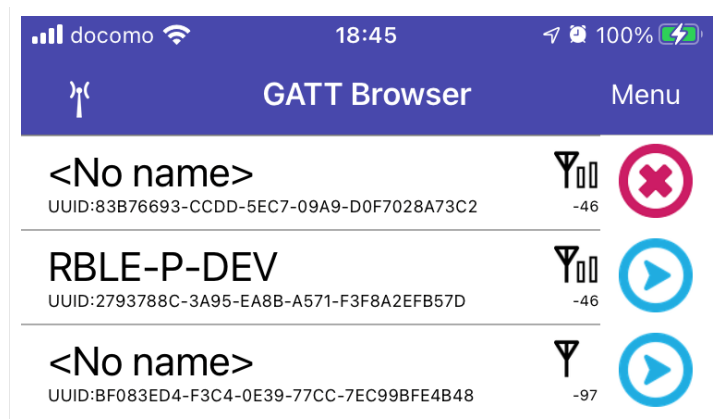 docomo 18:45 100%
GATT Browser Menu
<No name>
UUID:83B76693-CCDD-5EC7-09A9-D0F7028A73C2 -46
RBLE-P-DEV
UUID:2793788C-3A95-EA8B-A571-F3F8A2EFB57D -46
<No name>
UUID:BF083ED4-F3C4-0E39-77CC-7EC99BFE4B48 -97